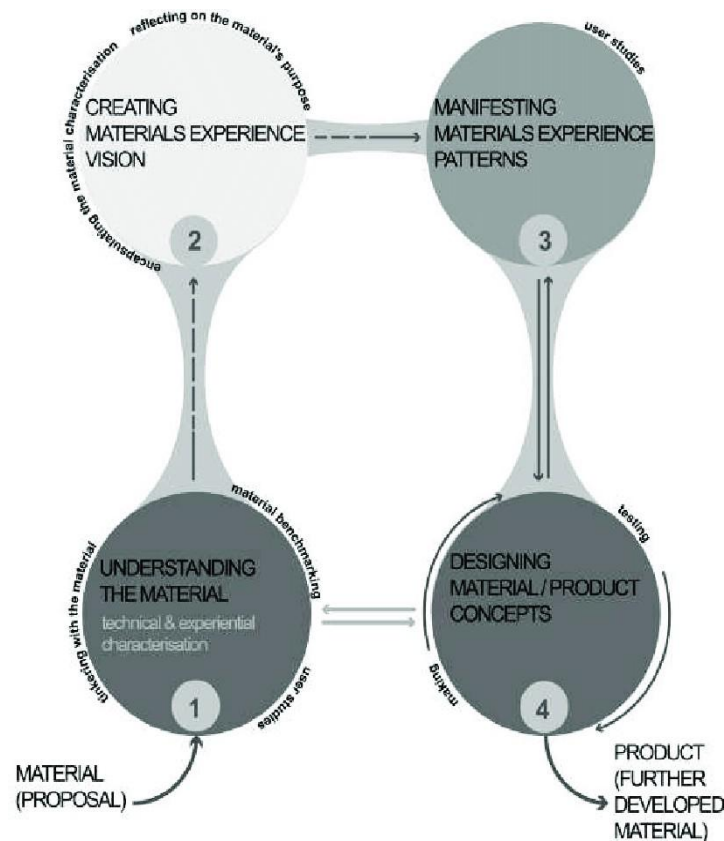 reflecting on the material's purpose
encapsulating the material characterisation
CREATING
MATERIALS EXPERIENCE
VISION
2
user studies
MANIFESTING
MATERIALS EXPERIENCE
PATTERNS
3
tinkering with the material
material benchmarking
user studies
UNDERSTANDING
THE MATERIAL
technical & experiential
characterisation
1
testing
making
DESIGNING
MATERIAL / PRODUCT
CONCEPTS
4
MATERIAL
(PROPOSAL)
PRODUCT
(FURTHER
DEVELOPED
MATERIAL)